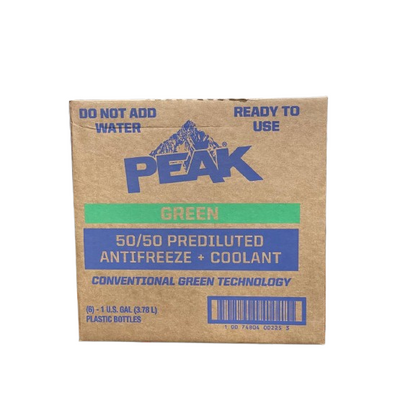 DO NOT ADD WATER
READY TO USE
PEAK
GREEN
50/50 PREDILUTED
ANTIFREEZE + COOLANT
CONVENTIONAL GREEN TECHNOLOGY
(6) - 1 U.S. GAL (3.78 L)
PLASTIC BOTTLES